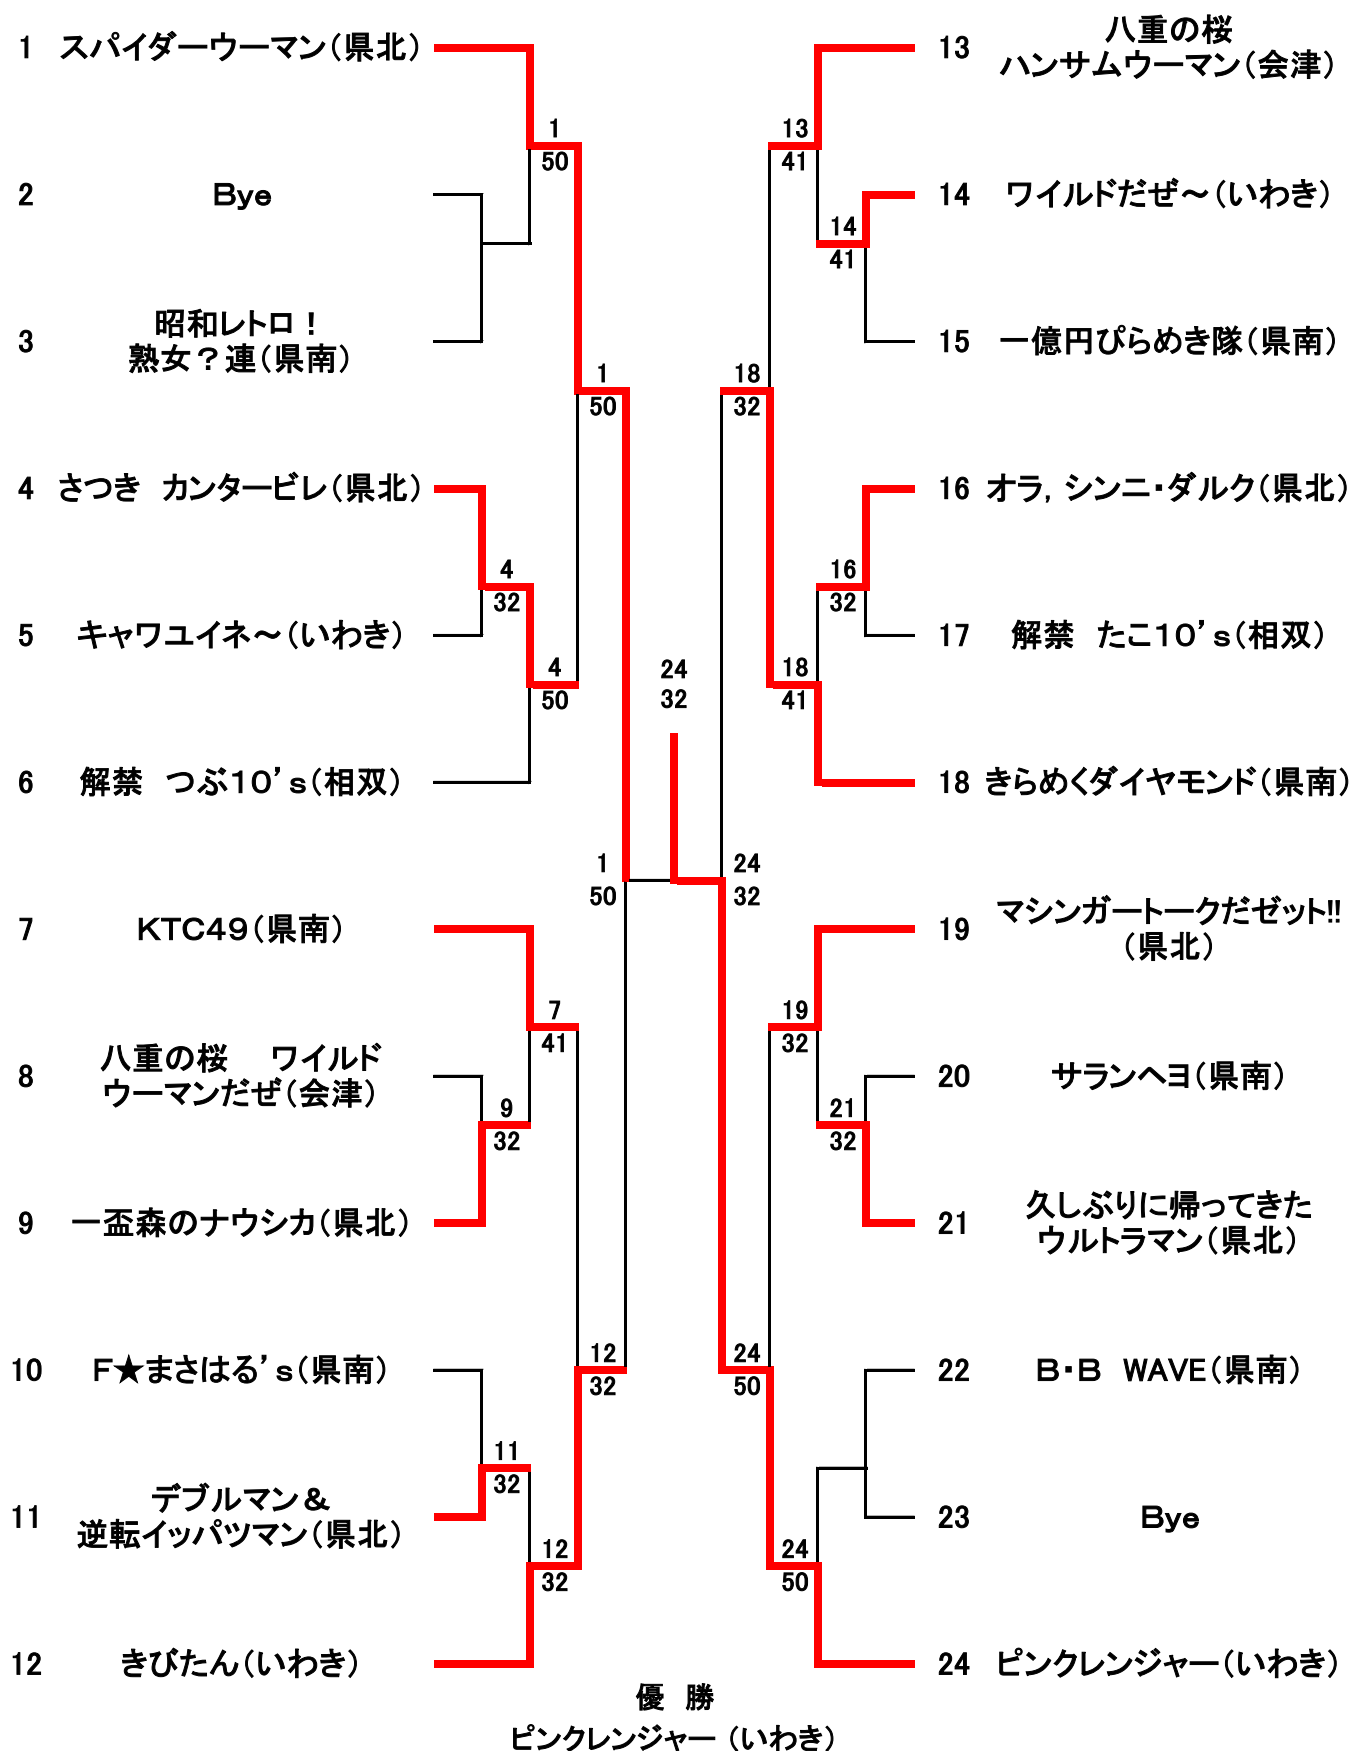 1 スパイダーウーマン(県北)
2 Bye
3 昭和レトロ!
熟女?連(県南)
4 さつき カンタービレ(県北)
5 キャワユイネ~(いわき)
6 解禁 つぶ10's(相双)
7 KTC49(県南)
8 八重の桜 ワイルド
ウーマンだぜ(会津)
9 一盃森のナウシカ(県北)
10 F★まさはる's(県南)
11 デブルマン&
逆転イッパツマン(県北)
12 きびたん(いわき)
1
50
4
32
4
50
1
50
7
41
9
32
11
32
12
32
12
32
1
50
24
32
13
41
14
41
18
32
16
32
18
41
24
32
19
32
21
32
24
50
24
50
13 八重の桜
ハンサムウーマン(会津)
14 ワイルドだぜ~(いわき)
15 一億円ぴらめき隊(県南)
16 オラ,シンニ・ダルク(県北)
17 解禁 たこ10's(相双)
18 きらめくダイヤモンド(県南)
19 マシンガートークだゼット!!
(県北)
20 サランヘヨ(県南)
21 久しぶりに帰ってきた
ウルトラマン(県北)
22 B・B WAVE(県南)
23 Bye
24 ピンクレンジャー(いわき)
優 勝
ピンクレンジャー (いわき)